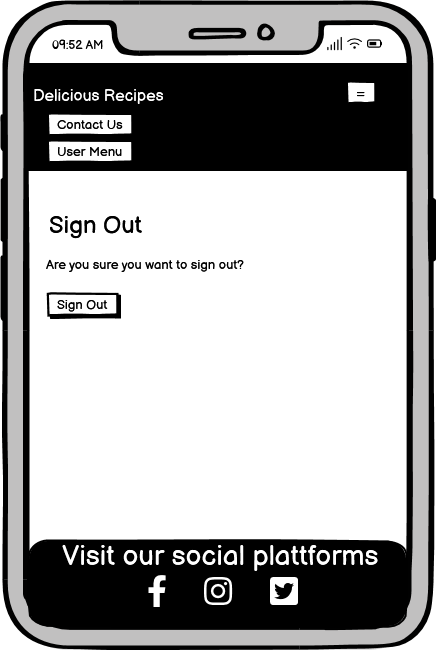 09:52 AM
Delicious Recipes
=
Contact Us
User Menu
Sign Out
Are you sure you want to sign out?
Sign Out
Visit our social plattforms